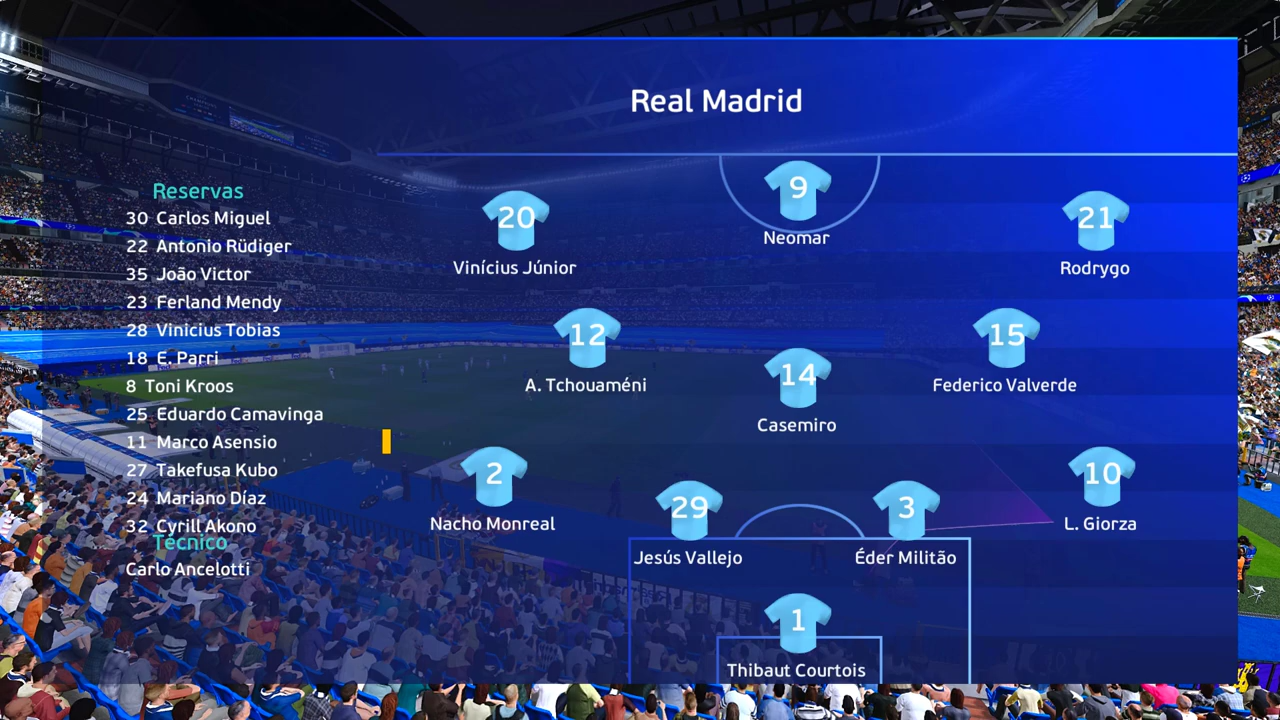 Real Madrid
Reservas
30 Carlos Miguel
22 Antonio Rüdiger
35 João Victor
23 Ferland Mendy
28 Vinicius Tobias
18 E. Parri
8 Toni Kroos
25 Eduardo Camavinga
11 Marco Asensio
27 Takefusa Kubo
24 Mariano Díaz
32 Cyrill Akono
Técnico
Carlo Ancelotti
9
Neomar
20
Vinícius Júnior
21
Rodrygo
12
A. Tchouaméni
15
Federico Valverde
14
Casemiro
2
Nacho Monreal
10
L. Giorza
29
Jesús Vallejo
3
Éder Militão
1
Thibaut Courtois